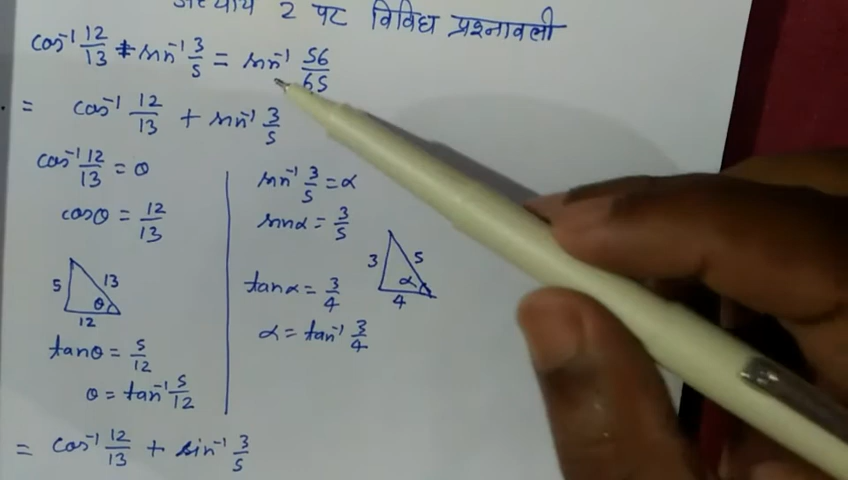 अध्याय 2 पट विविध प्रश्नावली
cos⁻¹ 12/13 + sin⁻¹ 3/5 = sin⁻¹ 56/65
= cos⁻¹ 12/13 + sin⁻¹ 3/5
cos⁻¹ 12/13 = θ
cosθ = 12/13
5 13 θ 12
tanθ = 5/12
θ = tan⁻¹ 5/12
sin⁻¹ 3/5 = α
sinα = 3/5
3 5 α 4
tanα = 3/4
α = tan⁻¹ 3/4
= cos⁻¹ 12/13 + sin⁻¹ 3/5